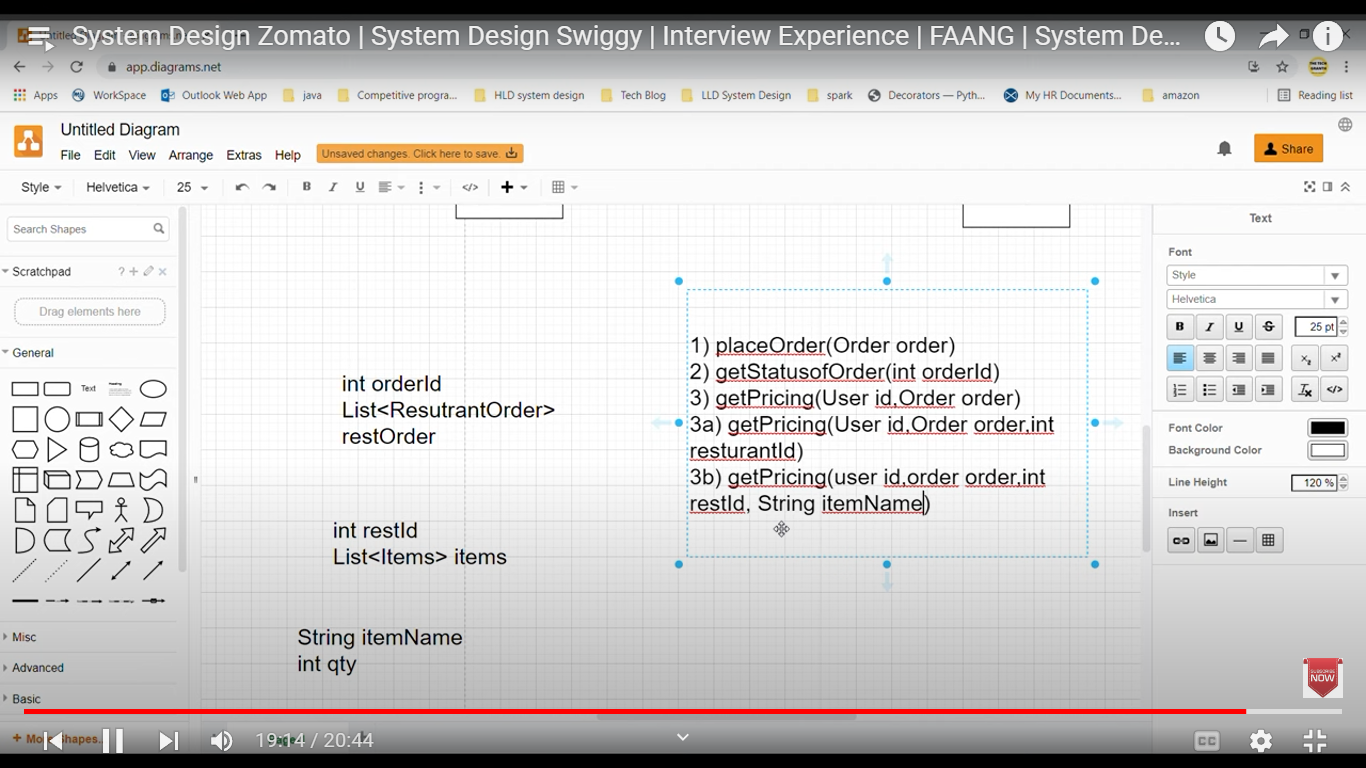 System Design Zomato | System Design Swiggy | Interview Experience | FAANG | System De...
app.diagrams.net
Apps WorkSpace Outlook Web App java Competitive progra... HLD system design Tech Blog LLD System Design spark Decorators — Pyth... My HR Documents... amazon Reading list
Untitled Diagram
File Edit View Arrange Extras Help Unsaved changes. Click here to save. Share
Style Helvetica 25 B I U </>
Search Shapes
Scratchpad ?
Drag elements here
General
Text
Misc
Advanced
Basic
int orderId
List<ResutrantOrder>
restOrder
int restId
List<Items> items
String itemName
int qty
1) placeOrder(Order order)
2) getStatusofOrder(int orderId)
3) getPricing(User id,Order order)
3a) getPricing(User id,Order order,int
resturantId)
3b) getPricing(user id,order order,int
restId, String itemName)
Text
Font
Style
Helvetica
B I U S 25 pt
Font Color
Background Color
Line Height 120 %
Insert
SUBSCRIBE
NOW
19:14 / 20:44
CC